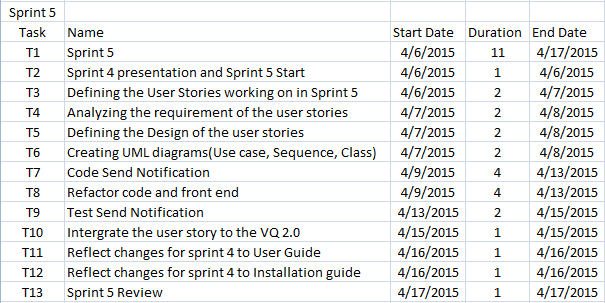 Sprint 5
Task Name Start Date Duration End Date
T1 Sprint 5 4/6/2015 11 4/17/2015
T2 Sprint 4 presentation and Sprint 5 Start 4/6/2015 1 4/6/2015
T3 Defining the User Stories working on in Sprint 5 4/6/2015 2 4/7/2015
T4 Analyzing the requirement of the user stories 4/7/2015 2 4/8/2015
T5 Defining the Design of the user stories 4/7/2015 2 4/8/2015
T6 Creating UML diagrams(Use case, Sequence, Class) 4/7/2015 2 4/8/2015
T7 Code Send Notification 4/9/2015 4 4/13/2015
T8 Refactor code and front end 4/9/2015 4 4/13/2015
T9 Test Send Notification 4/13/2015 2 4/15/2015
T10 Intergrate the user story to the VQ 2.0 4/15/2015 1 4/15/2015
T11 Reflect changes for sprint 4 to User Guide 4/16/2015 1 4/16/2015
T12 Reflect changes for sprint 4 to Installation guide 4/16/2015 1 4/16/2015
T13 Sprint 5 Review 4/17/2015 1 4/17/2015